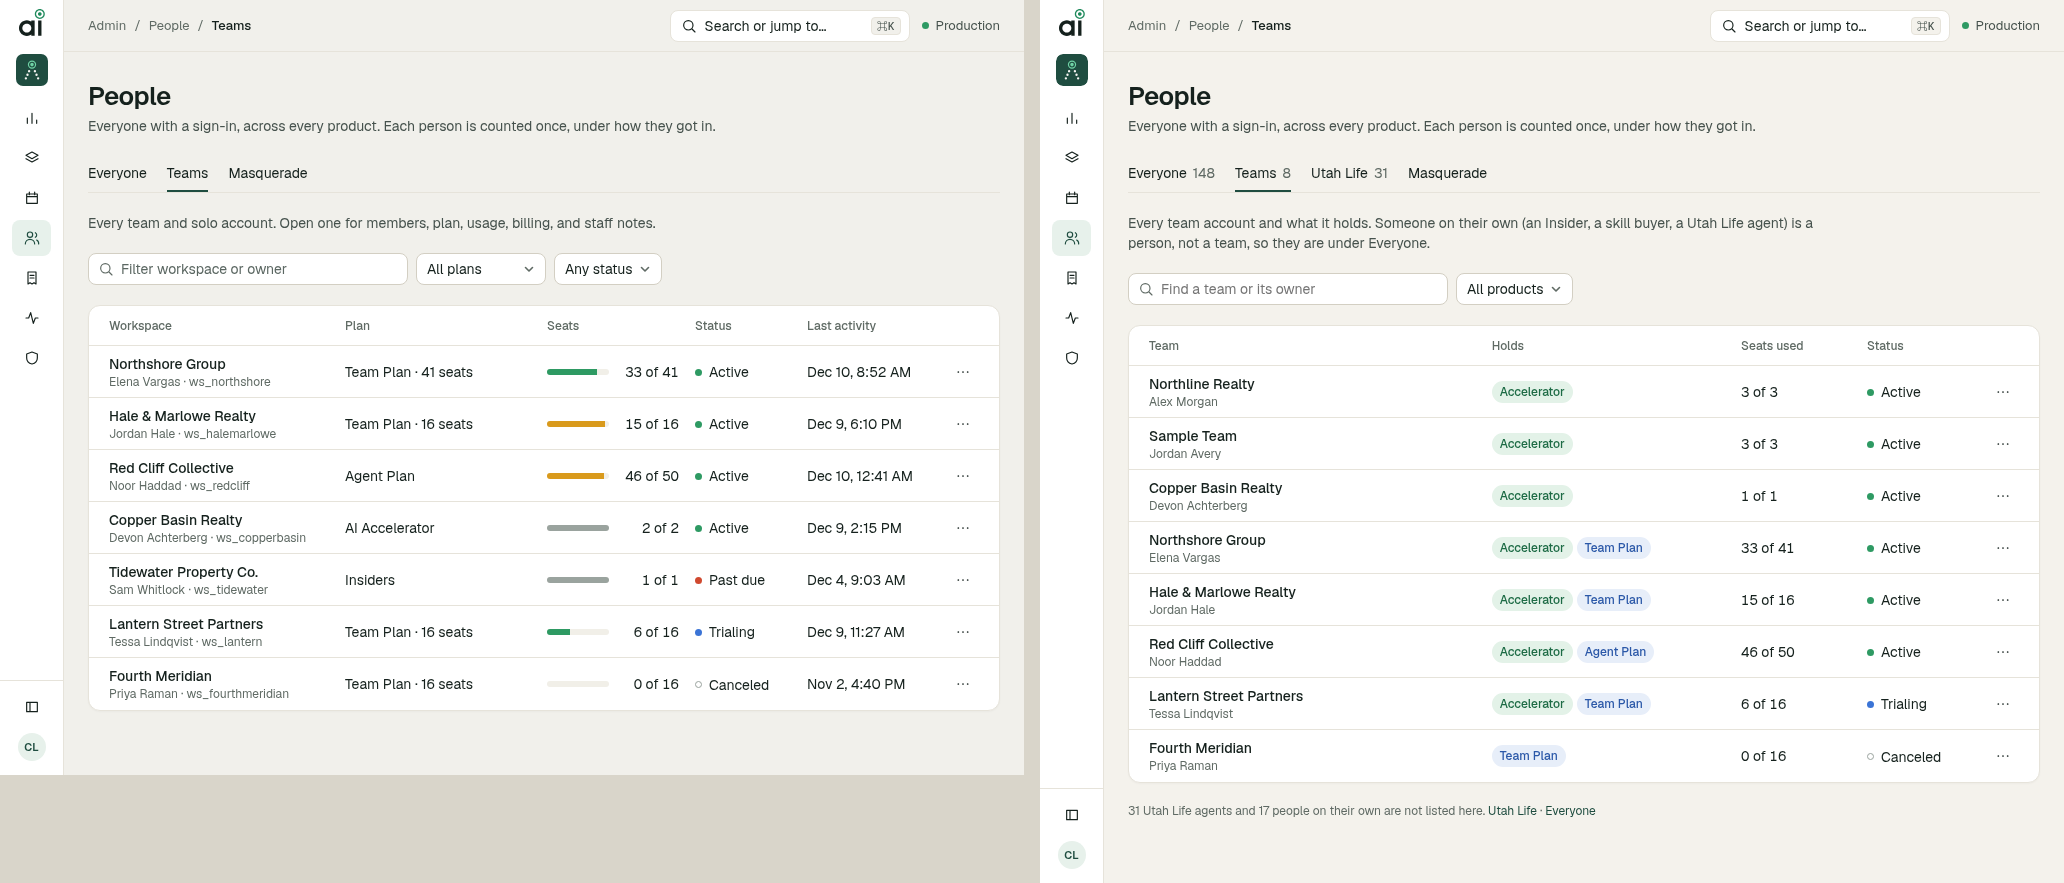 ai
Admin / People / Teams
Search or jump to...
⌘K
Production
People
Everyone with a sign-in, across every product. Each person is counted once, under how they got in.
Everyone
Teams
Masquerade
Every team and solo account. Open one for members, plan, usage, billing, and staff notes.
Filter workspace or owner
All plans
Any status
Workspace Plan Seats Status Last activity
Northshore Group
Elena Vargas · ws_northshore
Team Plan · 41 seats
33 of 41
Active
Dec 10, 8:52 AM
Hale & Marlowe Realty
Jordan Hale · ws_halemarlowe
Team Plan · 16 seats
15 of 16
Active
Dec 9, 6:10 PM
Red Cliff Collective
Noor Haddad · ws_redcliff
Agent Plan
46 of 50
Active
Dec 10, 12:41 AM
Copper Basin Realty
Devon Achterberg · ws_copperbasin
AI Accelerator
2 of 2
Active
Dec 9, 2:15 PM
Tidewater Property Co.
Sam Whitlock · ws_tidewater
Insiders
1 of 1
Past due
Dec 4, 9:03 AM
Lantern Street Partners
Tessa Lindqvist · ws_lantern
Team Plan · 16 seats
6 of 16
Trialing
Dec 9, 11:27 AM
Fourth Meridian
Priya Raman · ws_fourthmeridian
Team Plan · 16 seats
0 of 16
Canceled
Nov 2, 4:40 PM
CL
ai
Admin / People / Teams
Search or jump to...
⌘K
Production
People
Everyone with a sign-in, across every product. Each person is counted once, under how they got in.
Everyone 148
Teams 8
Utah Life 31
Masquerade
Every team account and what it holds. Someone on their own (an Insider, a skill buyer, a Utah Life agent) is a
person, not a team, so they are under Everyone.
Find a team or its owner
All products
Team Holds Seats used Status
Northline Realty
Alex Morgan
Accelerator
3 of 3
Active
Sample Team
Jordan Avery
Accelerator
3 of 3
Active
Copper Basin Realty
Devon Achterberg
Accelerator
1 of 1
Active
Northshore Group
Elena Vargas
Accelerator Team Plan
33 of 41
Active
Hale & Marlowe Realty
Jordan Hale
Accelerator Team Plan
15 of 16
Active
Red Cliff Collective
Noor Haddad
Accelerator Agent Plan
46 of 50
Active
Lantern Street Partners
Tessa Lindqvist
Accelerator Team Plan
6 of 16
Trialing
Fourth Meridian
Priya Raman
Team Plan
0 of 16
Canceled
31 Utah Life agents and 17 people on their own are not listed here. Utah Life · Everyone
CL